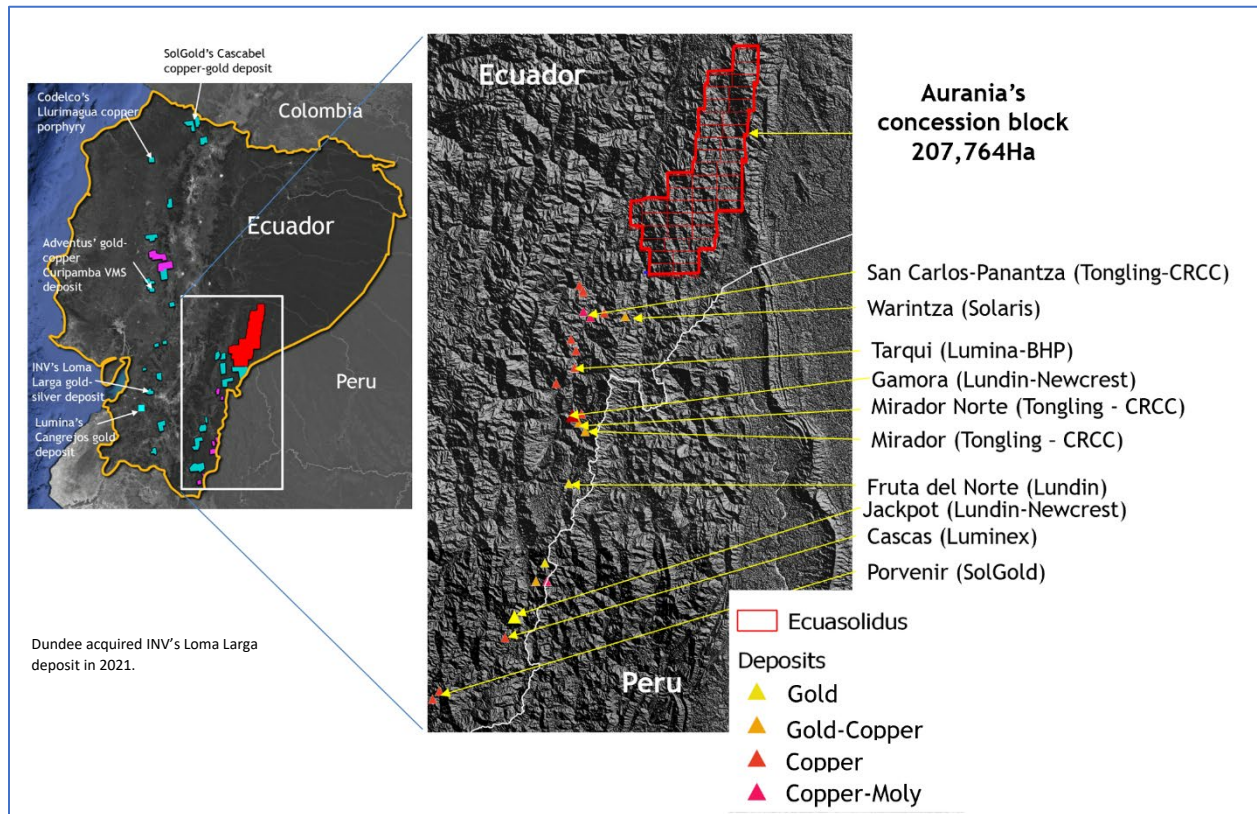 SolGold's Cascabel
copper-gold deposit
Codelco's
Llurimagua copper
porphyry
Colombia
Ecuador
Adventus' gold-
copper
Curipamba VMS
deposit
Peru
INV's Loma
Larga gold-
silver deposit
Lumina's
Cangrejos gold
deposit
Dundee acquired INV's Loma Larga
deposit in 2021.
Ecuador
Peru
Aurania's
concession block
207,764Ha
San Carlos-Panantza (Tongling-CRCC)
Warintza (Solaris)
Tarqui (Lumina-BHP)
Gamora (Lundin-Newcrest)
Mirador Norte (Tongling - CRCC)
Mirador (Tongling - CRCC)
Fruta del Norte (Lundin)
Jackpot (Lundin-Newcrest)
Cascas (Luminex)
Porvenir (SolGold)
Ecuasolidus
Deposits
Gold
Gold-Copper
Copper
Copper-Moly